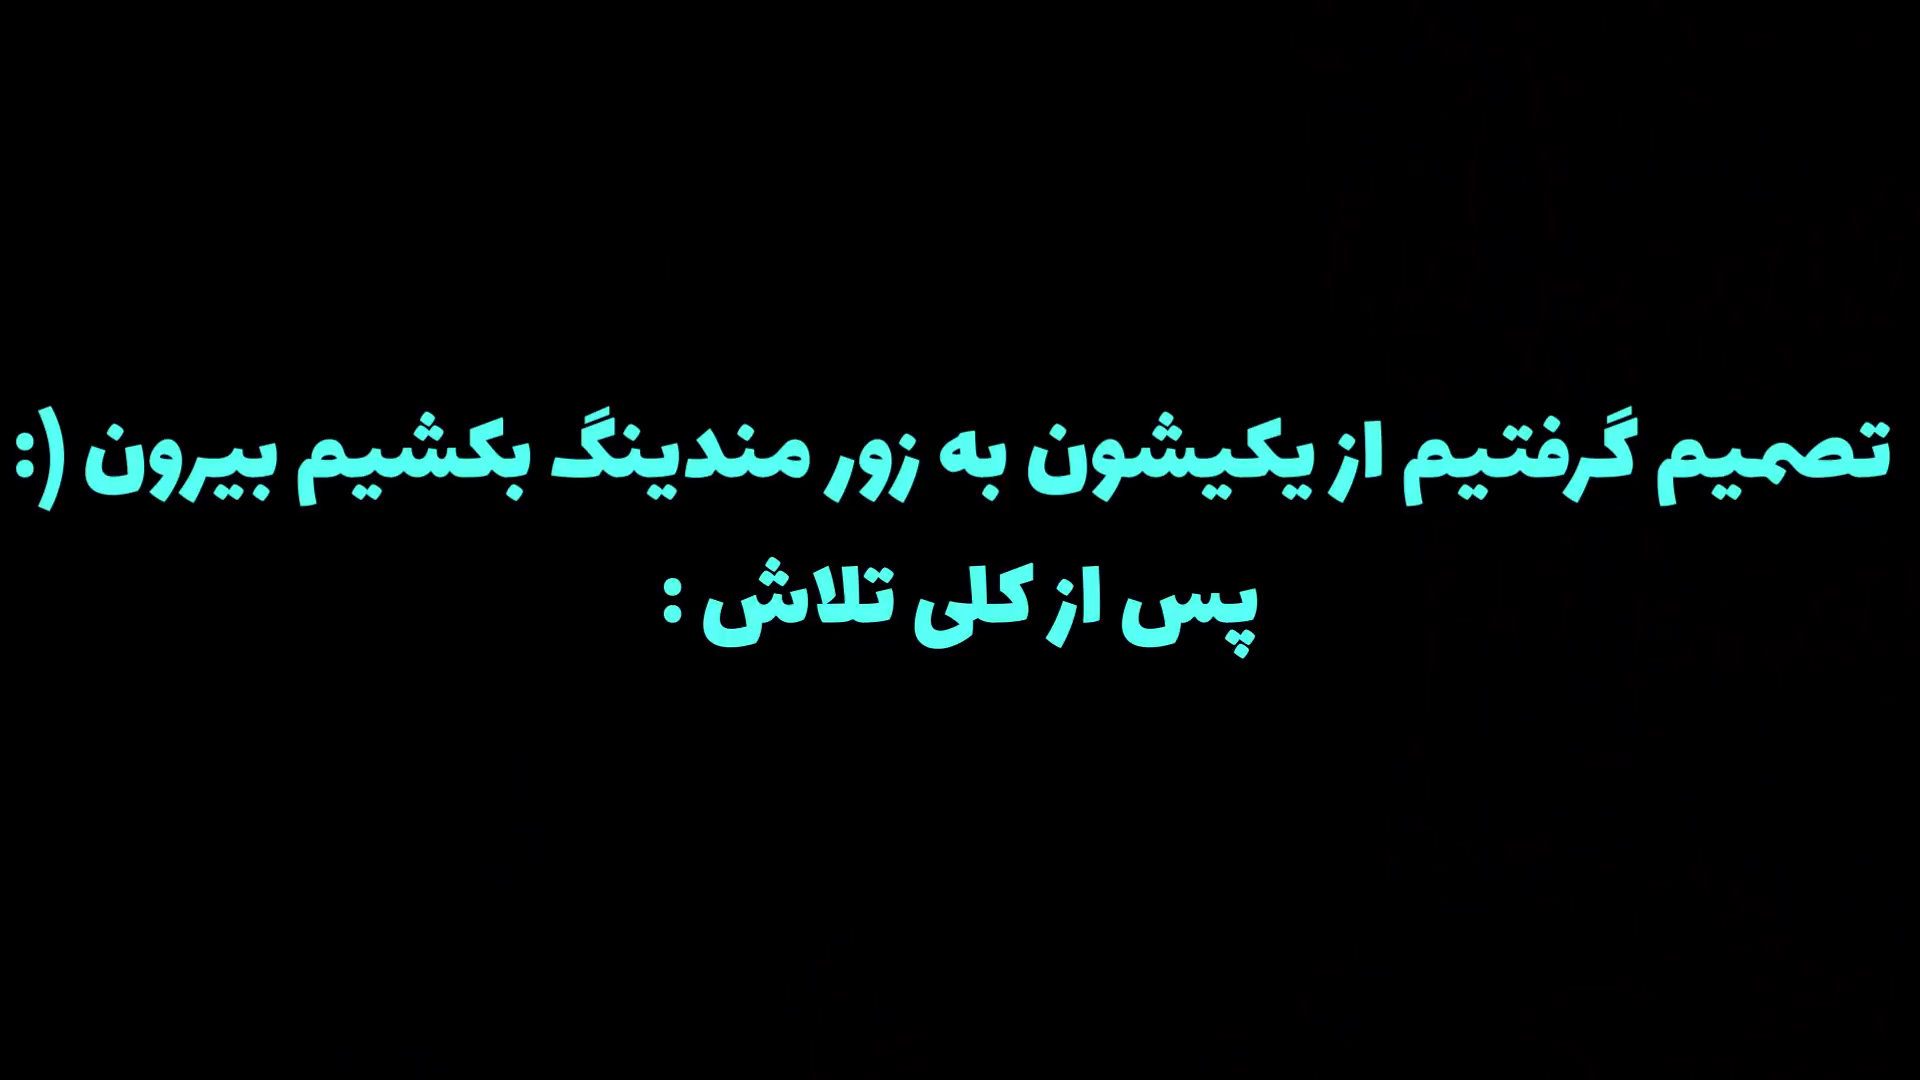 تصمیم گرفتیم از یکیشون به زور مندینگ بکشیم بیرون (:
پس از کلی تلاش :